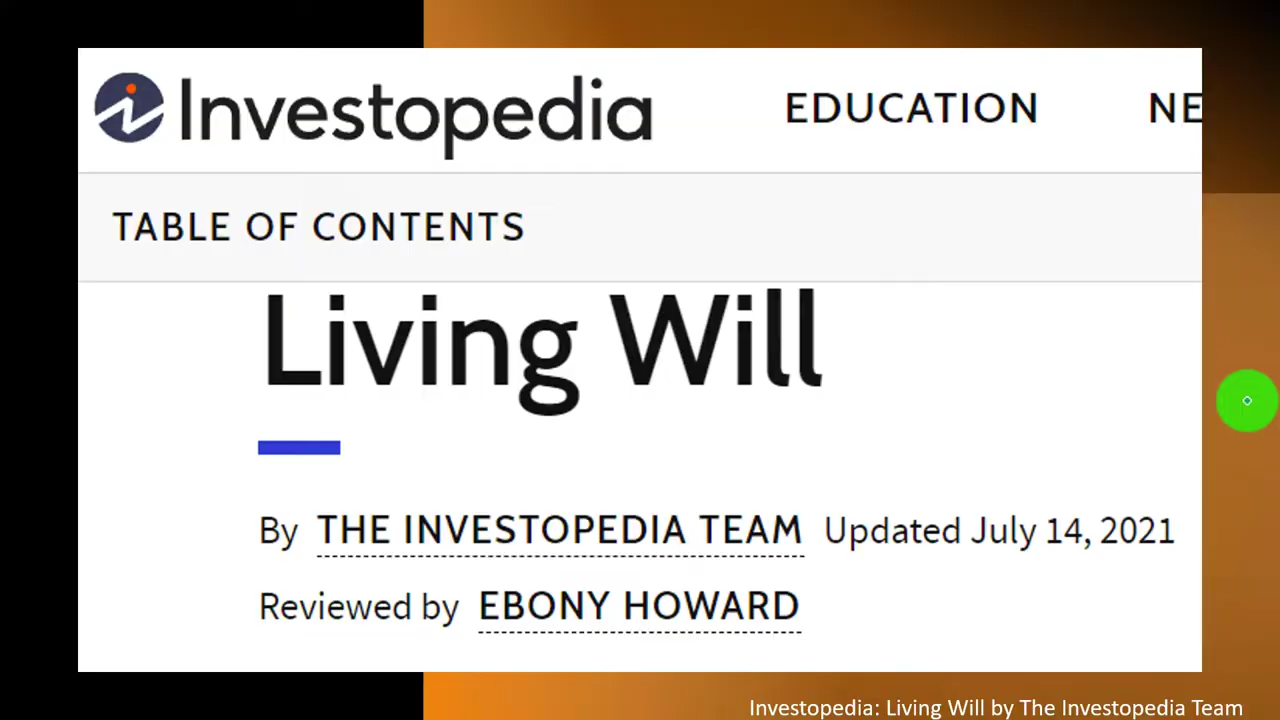 Investopedia EDUCATION NE
TABLE OF CONTENTS
Living Will
By THE INVESTOPEDIA TEAM Updated July 14, 2021
Reviewed by EBONY HOWARD
Investopedia: Living Will by The Investopedia Team